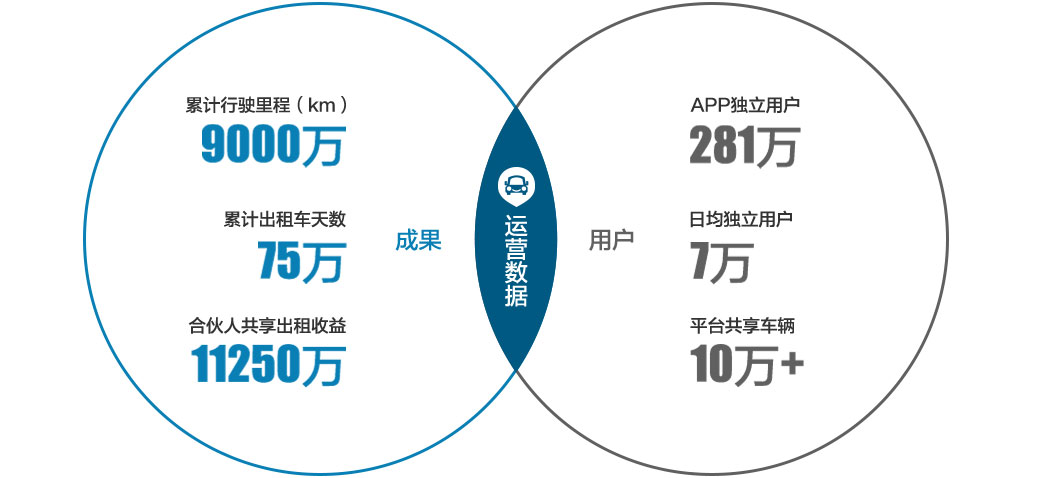 累计行驶里程（km）
9000万
累计出租车天数
75万
合伙人共享出租收益
11250万
成果
运营数据
用户
APP独立用户
281万
日均独立用户
7万
平台共享车辆
10万+